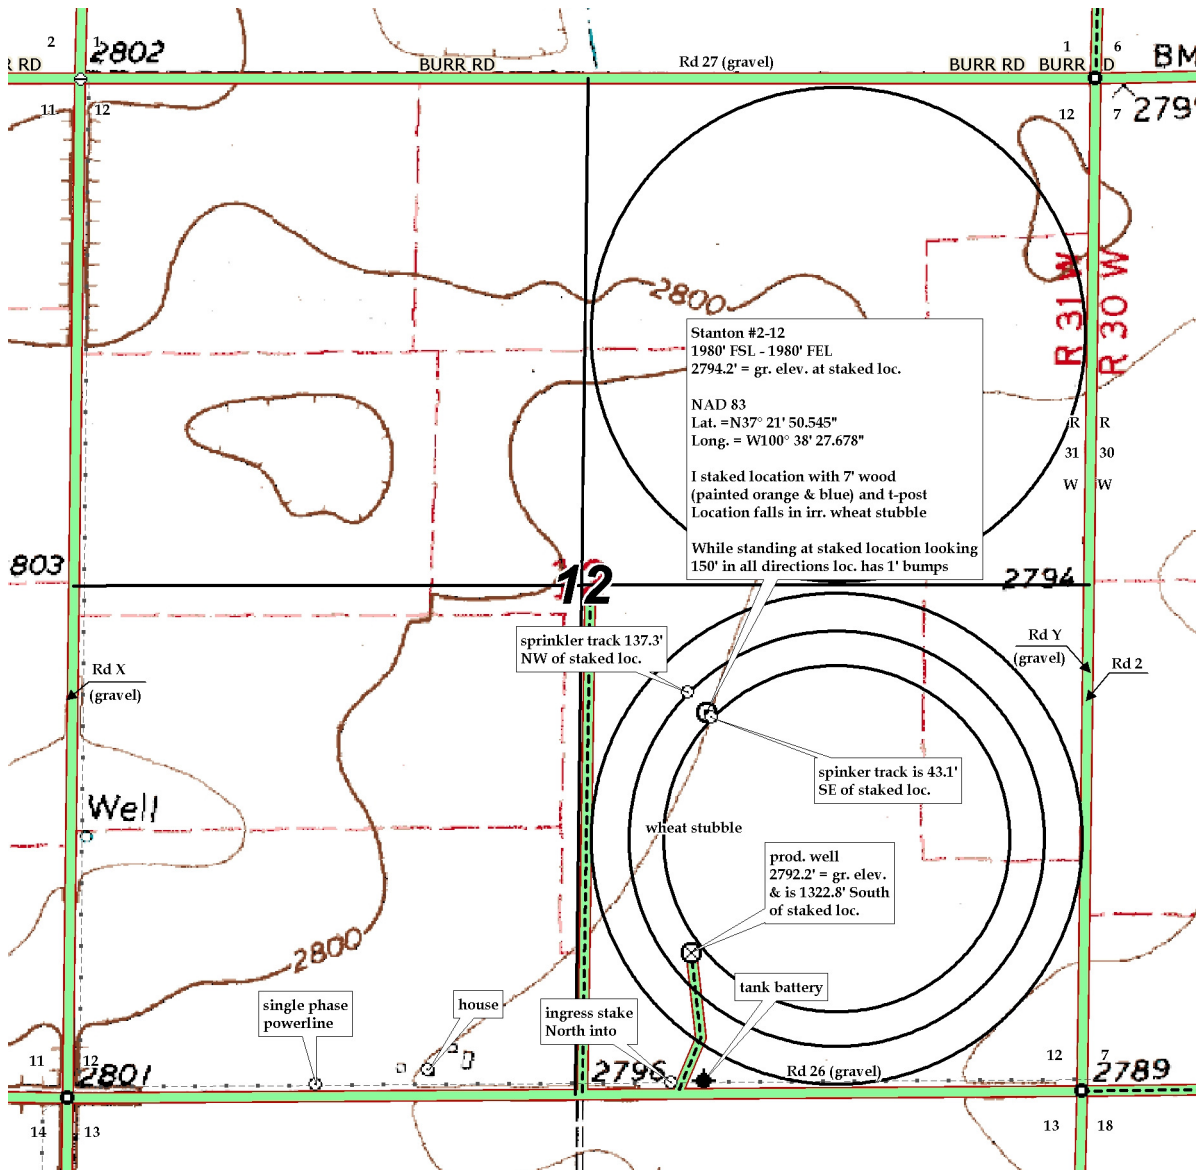 2
1
2802
R RD
BURR RD
Rd 27 (gravel)
BURR RD
BURR
D
1
6
BM
11
12
12
7
279
R 31 W
R 30 W
2800
Stanton #2-12
1980' FSL - 1980' FEL
2794.2' = gr. elev. at staked loc.
NAD 83
Lat. =N37° 21' 50.545"
Long. = W100° 38' 27.678"
I staked location with 7' wood
(painted orange & blue) and t-post
Location falls in irr. wheat stubble
While standing at staked location looking
150' in all directions loc. has 1' bumps
R R
31 30
W W
803
12
2794
sprinkler track 137.3'
NW of staked loc.
Rd Y
(gravel)
Rd 2
Rd X
(gravel)
spinker track is 43.1'
SE of staked loc.
Well
wheat stubble
prod. well
2792.2' = gr. elev.
& is 1322.8' South
of staked loc.
2800
tank battery
single phase
powerline
house
ingress stake
North into
11
12
2801
2796
Rd 26 (gravel)
12
7
2789
14
13
13
18